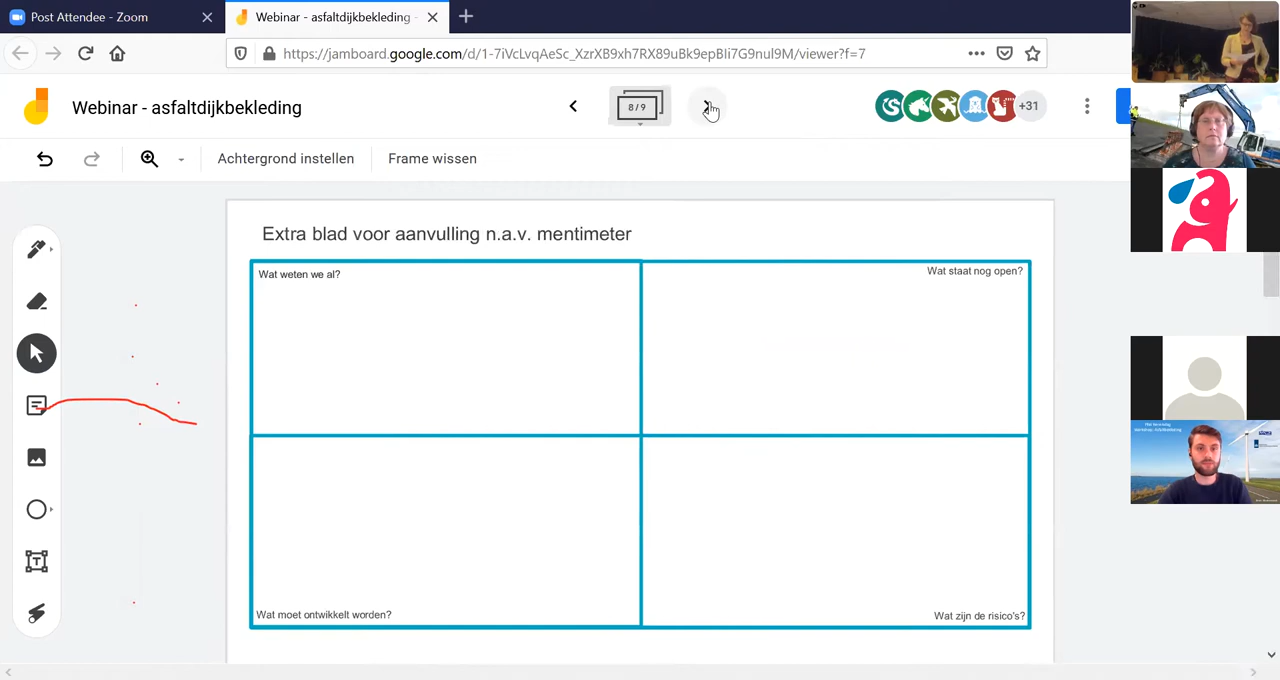 Post Attendee - Zoom
Webinar - asfaltdijkbekleding -
https://jamboard.google.com/d/1-7iVcLvqAeSc_XzrXB9xh7RX89uBk9epBIi7G9nul9M/viewer?f=7
Webinar - asfaltdijkbekleding
8/9
+31
Achtergrond instellen
Frame wissen
Extra blad voor aanvulling n.a.v. mentimeter
Wat weten we al?
Wat staat nog open?
Wat moet ontwikkelt worden?
Wat zijn de risico's?